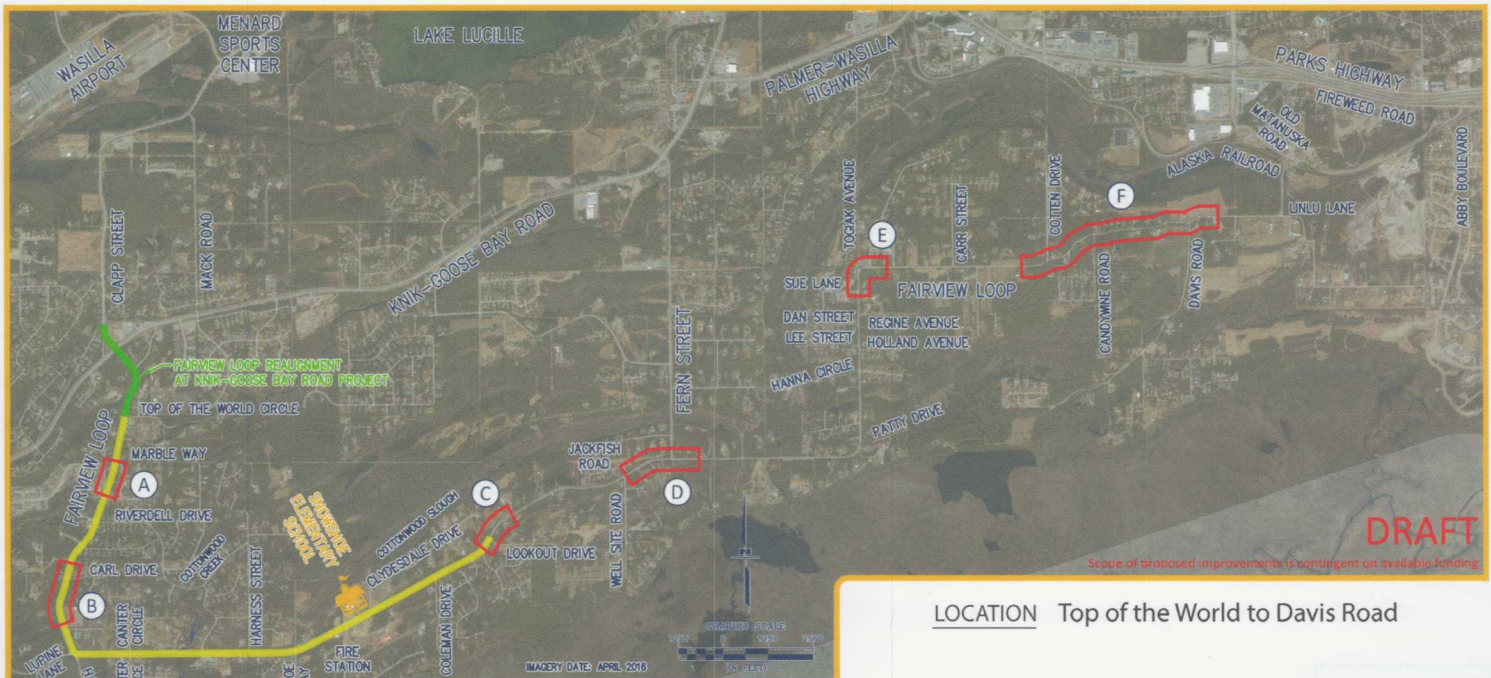 WASILLA
AIRPORT
MENARD
SPORTS
CENTER
LAKE LUCILLE
PALMER-WASILLA
HIGHWAY
PARKS HIGHWAY
FIREWEED ROAD
OLD
MATANUSKA
ROAD
ALASKA RAILROAD
ABBY BOULEVARD
CLAPP STREET
MACK ROAD
KNIK-GOOSE BAY ROAD
TOGIAK AVENUE
E
CARR STREET
COTTEN DRIVE
F
LINLU LANE
SUE LANE
FAIRVIEW LOOP
CANDYWINE ROAD
DAVIS ROAD
DAN STREET
REGINE AVENUE
LEE STREET
HOLLAND AVENUE
HANNA CIRCLE
FERN STREET
FAIRVIEW LOOP REALIGNMENT
AT KNIK-GOOSE BAY ROAD PROJECT
TOP OF THE WORLD CIRCLE
FAIRVIEW LOOP
MARBLE WAY
A
RIVERDELL DRIVE
PATTY DRIVE
JACKFISH
ROAD
D
C
WELL SITE ROAD
SNOWSHOE
ELEMENTARY
SCHOOL
COTTONWOOD SLOUGH
CLYDESDALE DRIVE
LOOKOUT DRIVE
CARL DRIVE
COTTONWOOD
CREEK
B
CANTER
CIRCLE
HARNESS STREET
COLEMAN DRIVE
LUPINE
LANE
FIRE
STATION
IMAGERY DATE: APRIL 2016
GRAPHIC SCALE
1250 0 1250 2500
(IN FEET)
DRAFT
Scope of proposed improvements is contingent on available funding
LOCATION Top of the World to Davis Road